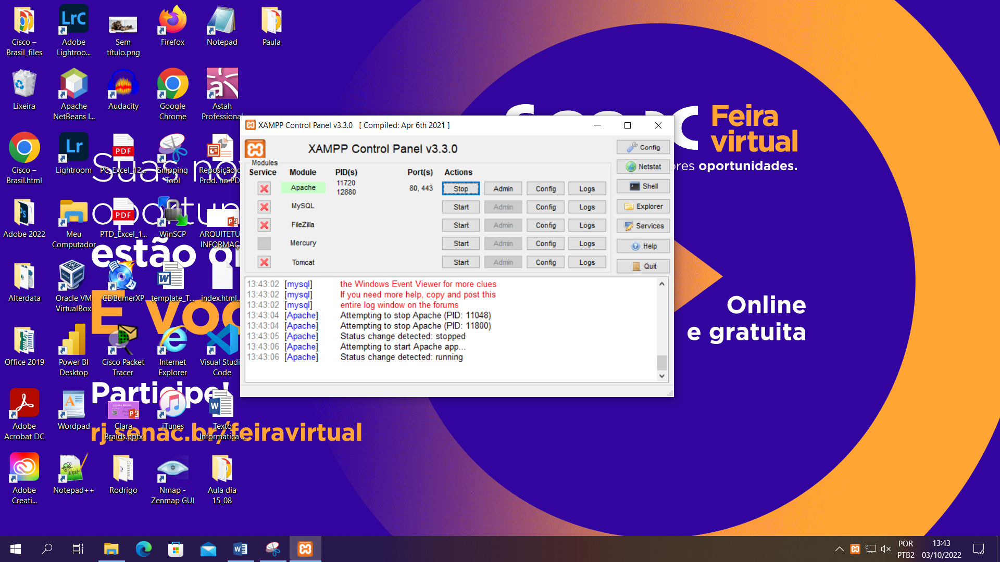 Cisco –
Brasil_files
Adobe
Lightroo...
Sem
título.png
Firefox
Notepad
Paula
Lixeira
Apache
NetBeans I...
Audacity
Google
Chrome
Astah
Professional
Cisco –
Brasil.html
Lightroom
PC_Excel_12...
Snipping
Tool
Reposição d
Prod. no PD
Adobe 2022
Meu
Computador
PTD_Excel_1...
WinSCP
ARQUITETU
INFORMAÇ
Alterdata
Oracle VM
VirtualBox
CDBurnerXP
template_T...
index.html...
Office 2019
Power BI
Desktop
Cisco Packet
Tracer
Internet
Explorer
Visual Studi
Code
Adobe
Acrobat DC
Wordpad
Clara
Braids.pptx
iTunes
Texto
Informática ...
Adobe
Creati...
Notepad++
Rodrigo
Nmap -
Zenmap GUI
Aula dia
15_08
Suas no
oportun
estão
E você
Participe!
rj.senac.br/feiravirtual
Feira
virtual
ores oportunidades.
Online
e gratuita
XAMPP Control Panel v3.3.0 [ Compiled: Apr 6th 2021 ]
XAMPP Control Panel v3.3.0
Modules
Service Module PID(s) Port(s) Actions
Apache 11720 12880 80, 443 Stop Admin Config Logs
MySQL Start Admin Config Logs
FileZilla Start Admin Config Logs
Mercury Start Admin Config Logs
Tomcat Start Admin Config Logs
Config
Netstat
Shell
Explorer
Services
Help
Quit
13:43:02 [mysql] the Windows Event Viewer for more clues
13:43:02 [mysql] If you need more help, copy and post this
13:43:02 [mysql] entire log window on the forums
13:43:04 [Apache] Attempting to stop Apache (PID: 11048)
13:43:04 [Apache] Attempting to stop Apache (PID: 11800)
13:43:05 [Apache] Status change detected: stopped
13:43:06 [Apache] Attempting to start Apache app...
13:43:06 [Apache] Status change detected: running
POR
PTB2
13:43
03/10/2022